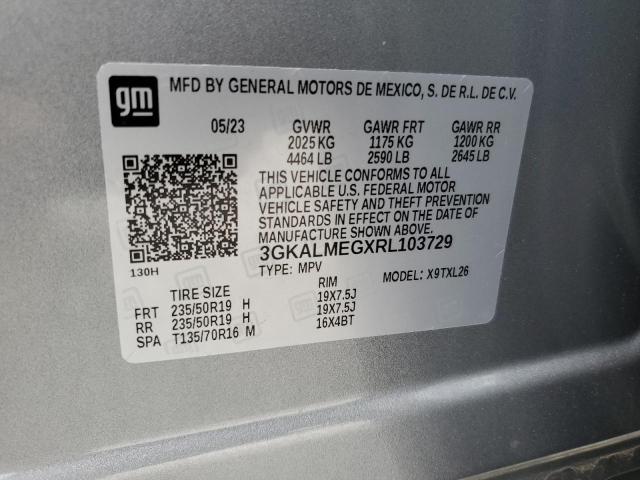 gm
MFD BY GENERAL MOTORS DE MEXICO, S. DE R.L. DE C.V.
05/23 GVWR GAWR FRT GAWR RR
2025 KG 1175 KG 1200 KG
4464 LB 2590 LB 2645 LB
THIS VEHICLE CONFORMS TO ALL
APPLICABLE U.S. FEDERAL MOTOR
VEHICLE SAFETY AND THEFT PREVENTION
STANDARDS IN EFFECT ON THE DATE OF
MANUFACTURE SHOWN ABOVE.
3GKALMEGXRL103729
130H
TYPE: MPV MODEL: X9TXL26
TIRE SIZE RIM
FRT 235/50R19 H 19X7.5J
RR 235/50R19 H 19X7.5J
SPA T135/70R16 M 16X4BT